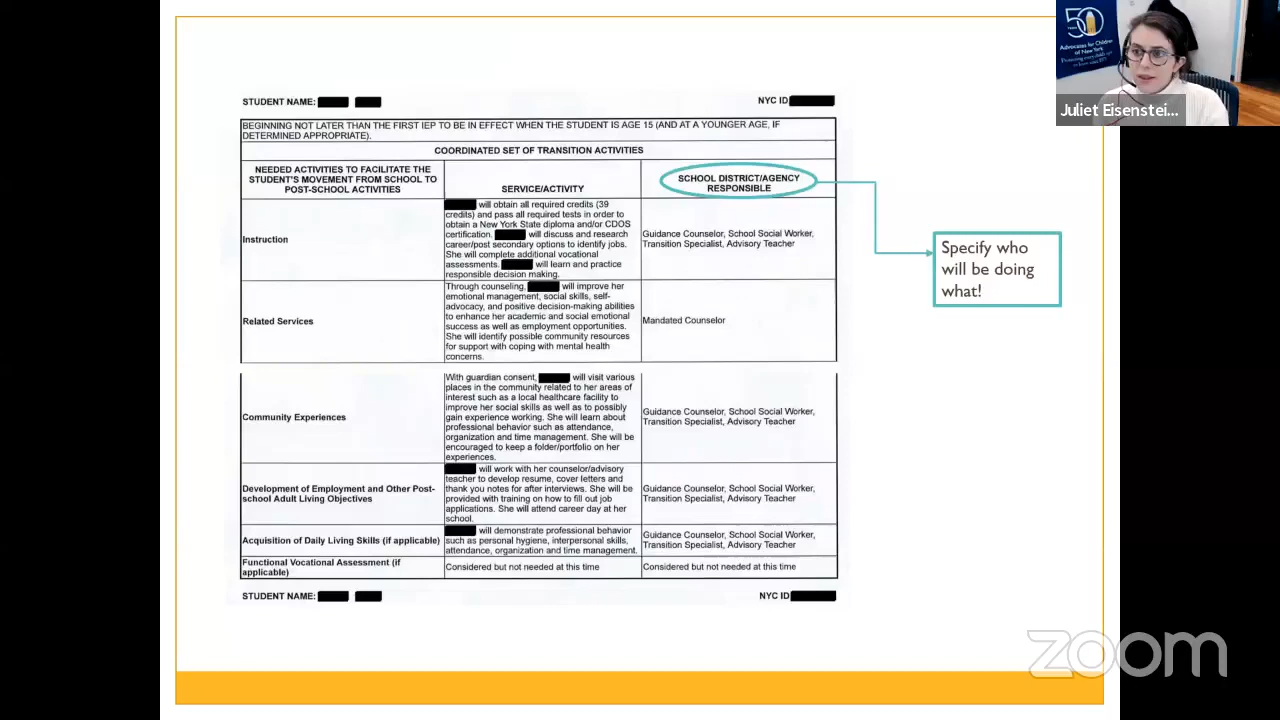 50
YEARS
Advocates for Children
of New York
Juliet Eisenstei...
STUDENT NAME:
NYC ID
BEGINNING NOT LATER THAN THE FIRST IEP TO BE IN EFFECT WHEN THE STUDENT IS AGE 15 (AND AT A YOUNGER AGE, IF
DETERMINED APPROPRIATE).
COORDINATED SET OF TRANSITION ACTIVITIES
NEEDED ACTIVITIES TO FACILITATE THE
STUDENT'S MOVEMENT FROM SCHOOL TO
POST-SCHOOL ACTIVITIES
SERVICE/ACTIVITY
SCHOOL DISTRICT/AGENCY
RESPONSIBLE
Instruction
will obtain all required credits (39
credits) and pass all required tests in order to
obtain a New York State diploma and/or CDOS
certification. will discuss and research
career/post secondary options to identify jobs.
She will complete additional vocational
assessments. will learn and practice
responsible decision making.
Guidance Counselor, School Social Worker,
Transition Specialist, Advisory Teacher
Related Services
Through counseling, will improve her
emotional management, social skills, self-
advocacy, and positive decision-making abilities
to enhance her academic and social emotional
success as well as employment opportunities.
She will identify possible community resources
for support with coping with mental health
concerns.
Mandated Counselor
Community Experiences
With guardian consent, will visit various
places in the community related to her areas of
interest such as a local healthcare facility to
improve her social skills as well as to possibly
gain experience working. She will learn about
professional behavior such as attendance,
organization and time management. She will be
encouraged to keep a folder/portfolio on her
experiences.
Guidance Counselor, School Social Worker,
Transition Specialist, Advisory Teacher
Development of Employment and Other Post-
school Adult Living Objectives
will work with her counselor/advisory
teacher to develop resume, cover letters and
thank you notes for after interviews. She will be
provided with training on how to fill out job
applications. She will attend career day at her
school.
Guidance Counselor, School Social Worker,
Transition Specialist, Advisory Teacher
Acquisition of Daily Living Skills (if applicable)
will demonstrate professional behavior
such as personal hygiene, interpersonal skills,
attendance, organization and time management.
Guidance Counselor, School Social Worker,
Transition Specialist, Advisory Teacher
Functional Vocational Assessment (if
applicable)
Considered but not needed at this time
Considered but not needed at this time
STUDENT NAME:
NYC ID
Specify who
will be doing
what!
zoom